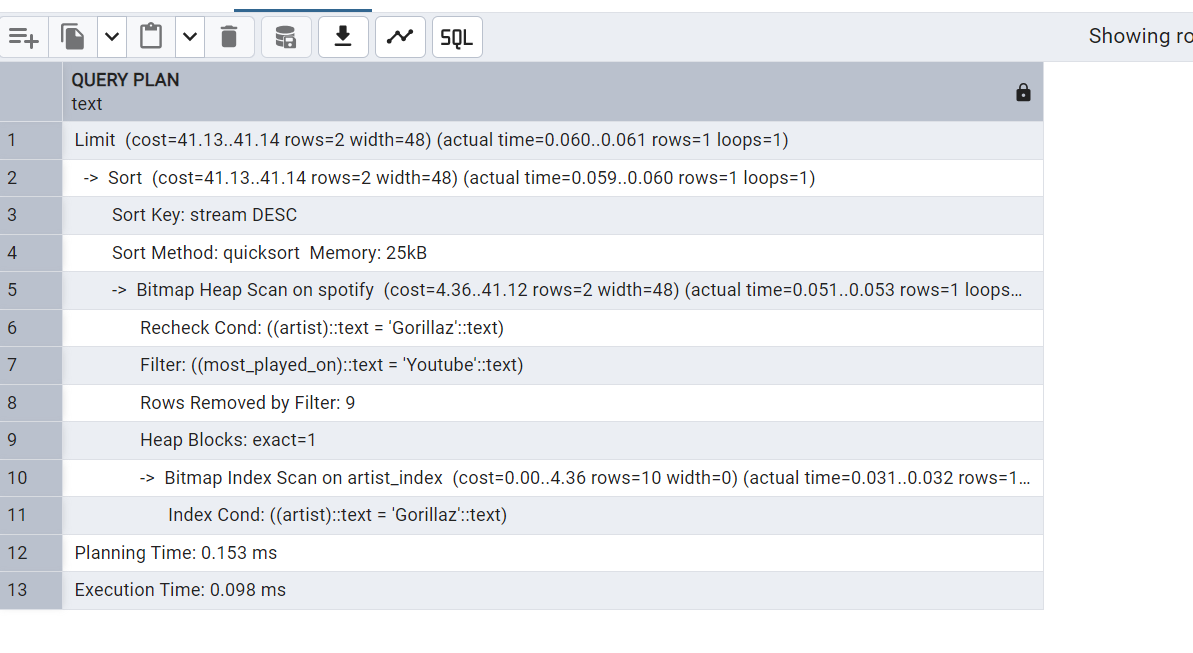 SQL
Showing ro
QUERY PLAN
text
1 Limit (cost=41.13..41.14 rows=2 width=48) (actual time=0.060..0.061 rows=1 loops=1)
2 -> Sort (cost=41.13..41.14 rows=2 width=48) (actual time=0.059..0.060 rows=1 loops=1)
3 Sort Key: stream DESC
4 Sort Method: quicksort Memory: 25kB
5 -> Bitmap Heap Scan on spotify (cost=4.36..41.12 rows=2 width=48) (actual time=0.051..0.053 rows=1 loops...
6 Recheck Cond: ((artist)::text = 'Gorillaz'::text)
7 Filter: ((most_played_on)::text = 'Youtube'::text)
8 Rows Removed by Filter: 9
9 Heap Blocks: exact=1
10 -> Bitmap Index Scan on artist_index (cost=0.00..4.36 rows=10 width=0) (actual time=0.031..0.032 rows=1...
11 Index Cond: ((artist)::text = 'Gorillaz'::text)
12 Planning Time: 0.153 ms
13 Execution Time: 0.098 ms